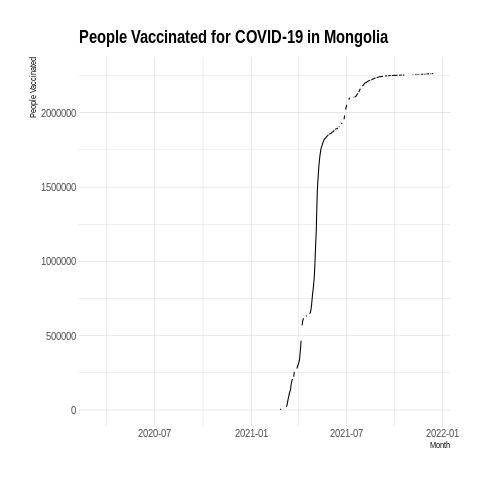 People Vaccinated for COVID-19 in Mongolia
People Vaccinated
2000000
1500000
1000000
500000
0
2020-07 2021-01 2021-07 2022-01
Month